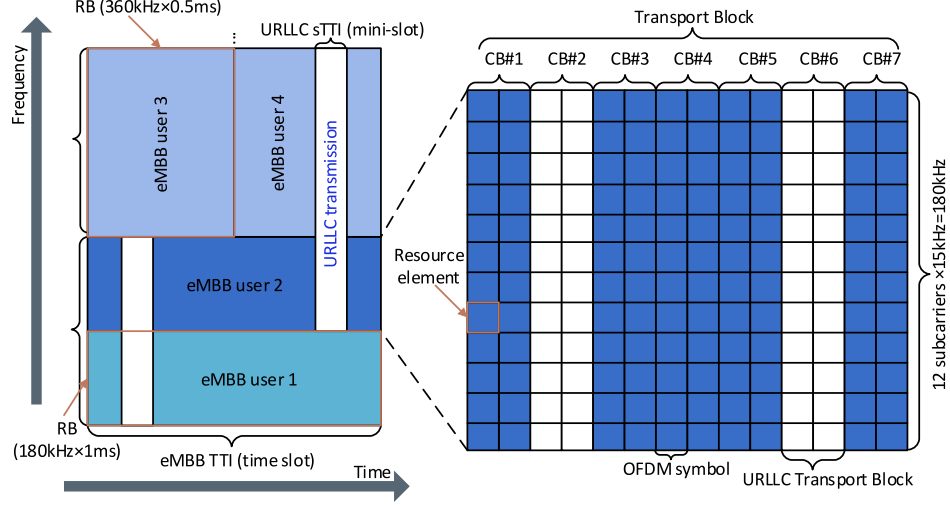 RB (360kHz×0.5ms)
...
URLLC sTTI (mini-slot)
Frequency
eMBB user 3
eMBB user 4
URLLC transmission
eMBB user 2
eMBB user 1
RB
(180kHz×1ms)
eMBB TTI (time slot)
Time
Transport Block
CB#1 CB#2 CB#3 CB#4 CB#5 CB#6 CB#7
Resource
element
12 subcarriers ×15kHz=180kHz
OFDM symbol
URLLC Transport Block